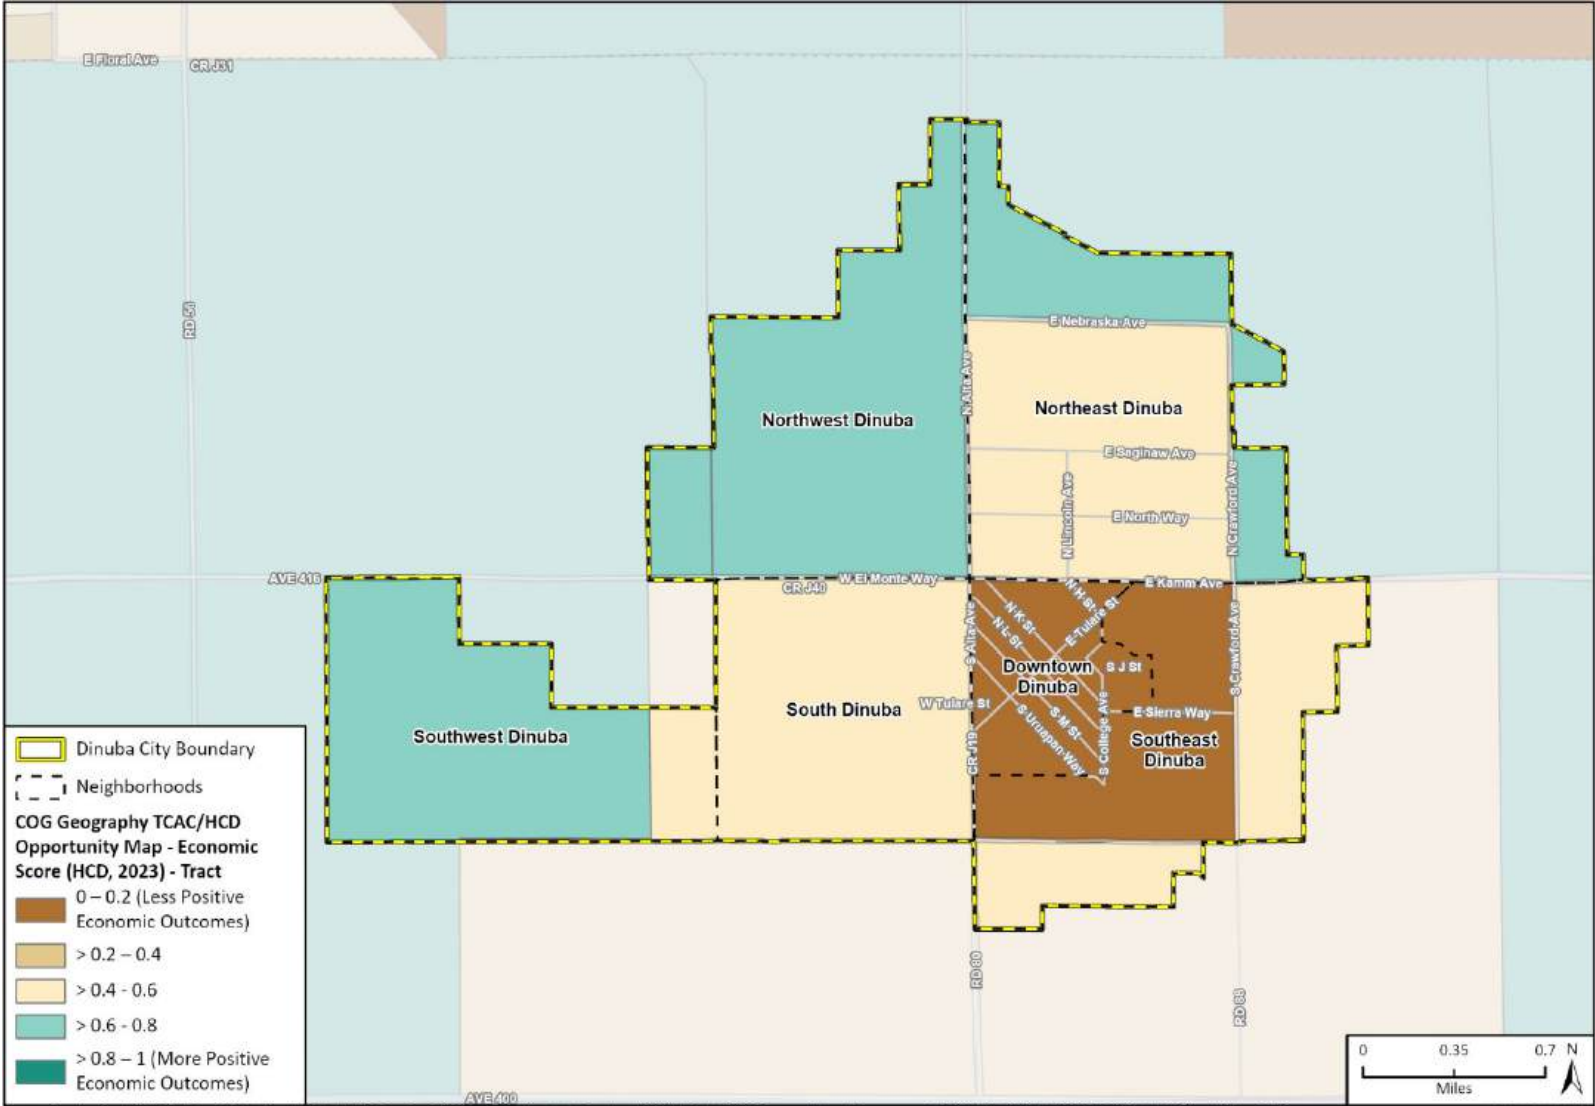 E Floral Ave
CR J31
RD 56
N Alta Ave
E Nebraska Ave
Northwest Dinuba
Northeast Dinuba
E Saginaw Ave
N Lincoln Ave
N Crawford Ave
E North Way
AVE 416
W El Monte Way
CR J40
E Kamm Ave
N H St
N K St
N L St
E Tulare St
S Alta Ave
S Crawford Ave
Downtown
Dinuba
S J St
W Tulare St
South Dinuba
S M St
S Uruapan Way
S College Ave
E Sierra Way
Southwest Dinuba
Southeast
Dinuba
CR J19
RD 80
RD 88
AVE 400
Dinuba City Boundary
Neighborhoods
COG Geography TCAC/HCD
Opportunity Map - Economic
Score (HCD, 2023) - Tract
0 – 0.2 (Less Positive
Economic Outcomes)
> 0.2 – 0.4
> 0.4 - 0.6
> 0.6 - 0.8
> 0.8 – 1 (More Positive
Economic Outcomes)
0 0.35 0.7 N
Miles